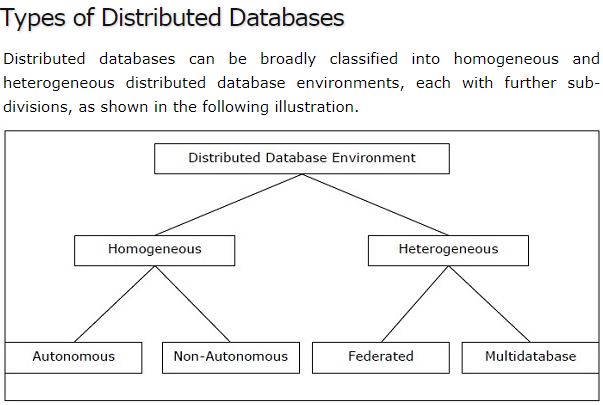 Types of Distributed Databases
Distributed databases can be broadly classified into homogeneous and
heterogeneous distributed database environments, each with further sub-
divisions, as shown in the following illustration.
Distributed Database Environment
Homogeneous
Heterogeneous
Autonomous
Non-Autonomous
Federated
Multidatabase